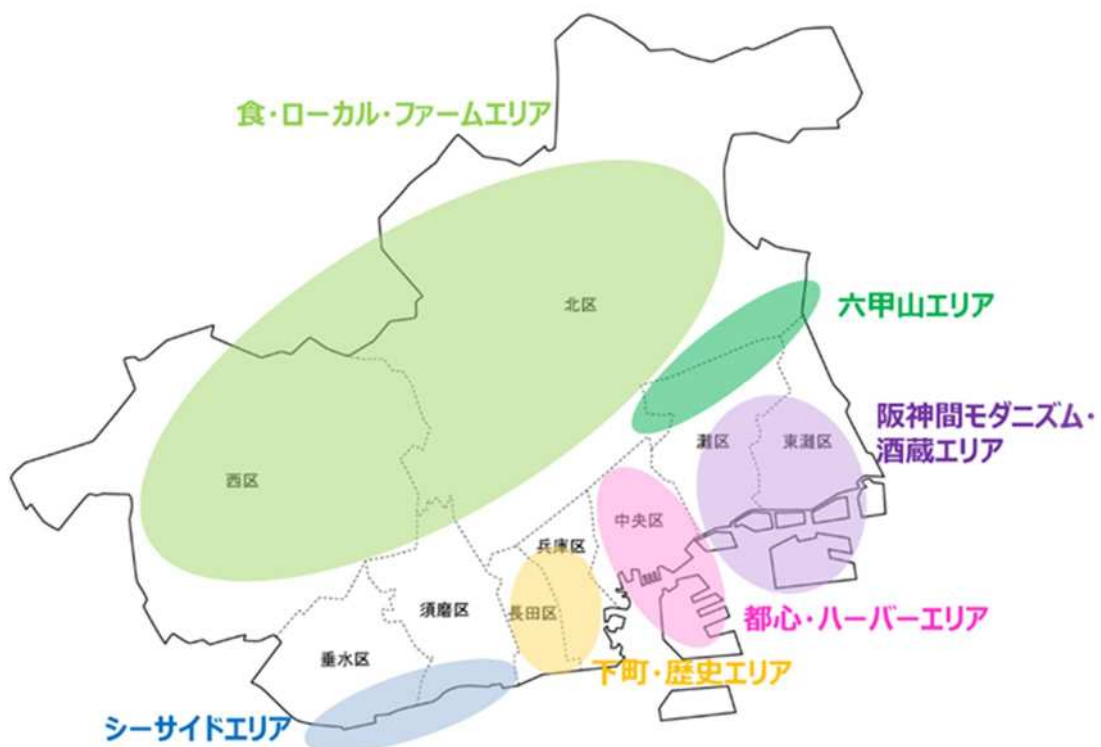 食・ローカル・ファームエリア
北区
六甲山エリア
阪神間モダニズム・
酒蔵エリア
灘区
東灘区
西区
中央区
兵庫区
須磨区
長田区
都心・ハーバーエリア
垂水区
下町・歴史エリア
シーサイドエリア